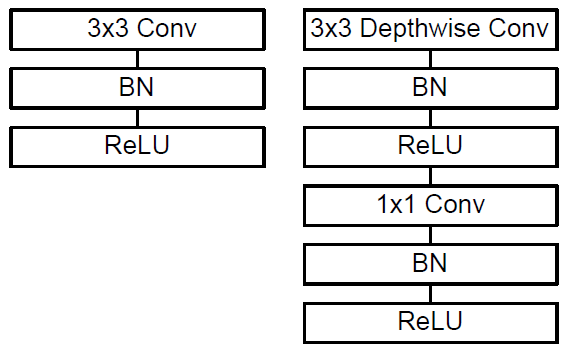 3x3 Conv
BN
ReLU
3x3 Depthwise Conv
BN
ReLU
1x1 Conv
BN
ReLU